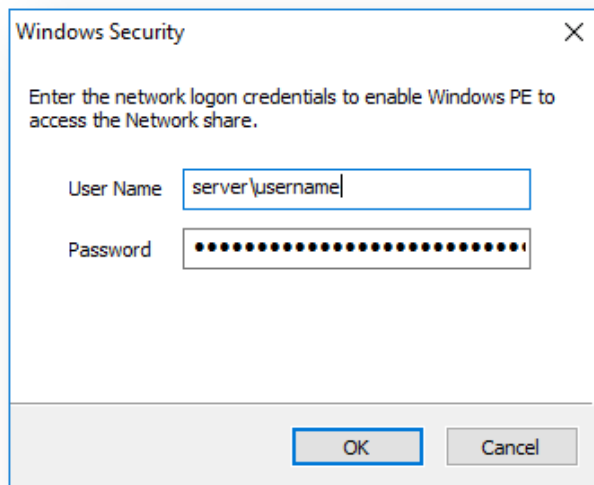 Windows Security
Enter the network logon credentials to enable Windows PE to
access the Network share.
User Name server\username
Password ••••••••••••••••••••••••••••
OK Cancel